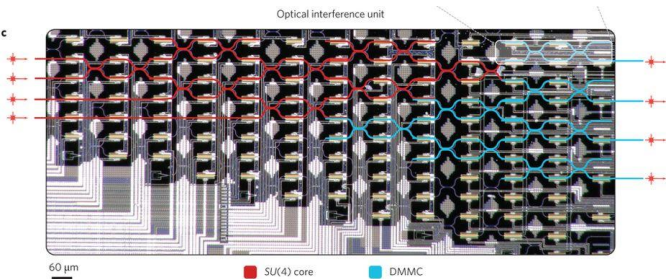 Optical interference unit
c
60 μm
SU(4) core
DMMC